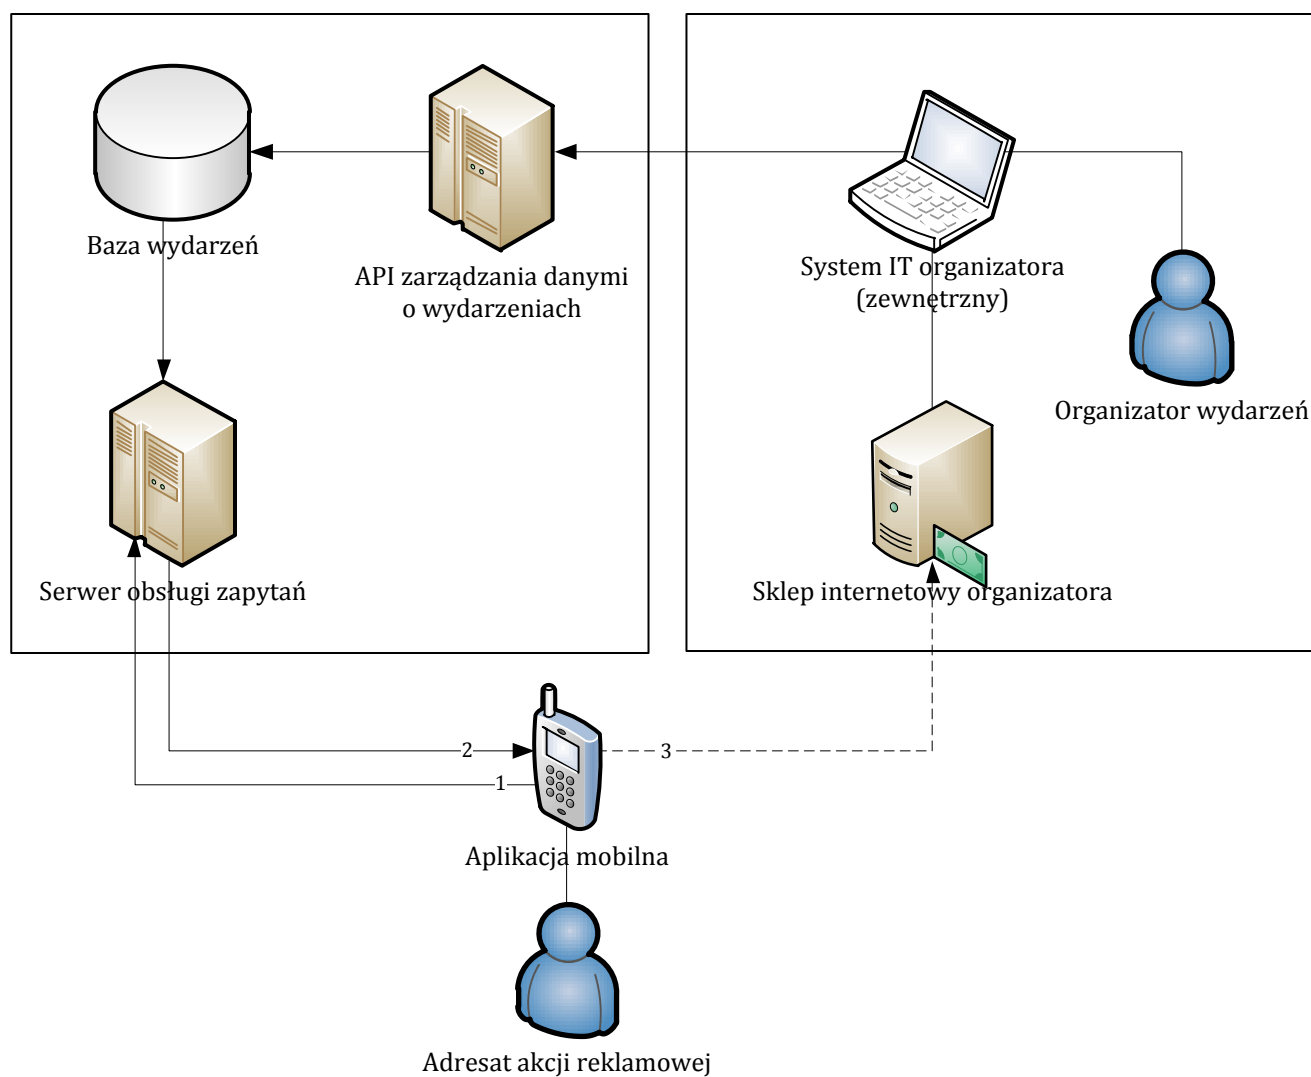 Baza wydarzeń
API zarządzania danymi
o wydarzeniach
System IT organizatora
(zewnętrzny)
Organizator wydarzeń
Serwer obsługi zapytań
Sklep internetowy organizatora
2
3
1
Aplikacja mobilna
Adresat akcji reklamowej